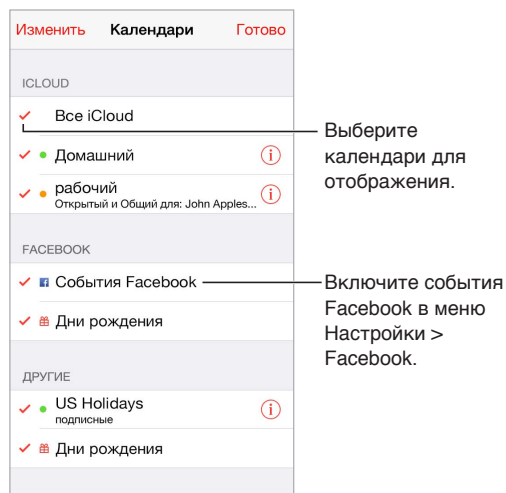 Изменить Календари Готово
ICLOUD
Все iCloud
Домашний
рабочий
Открытый и Общий для: John Apples...
FACEBOOK
События Facebook
Дни рождения
ДРУГИЕ
US Holidays
подписные
Дни рождения
Выберите
календари для
отображения.
Включите события
Facebook в меню
Настройки >
Facebook.